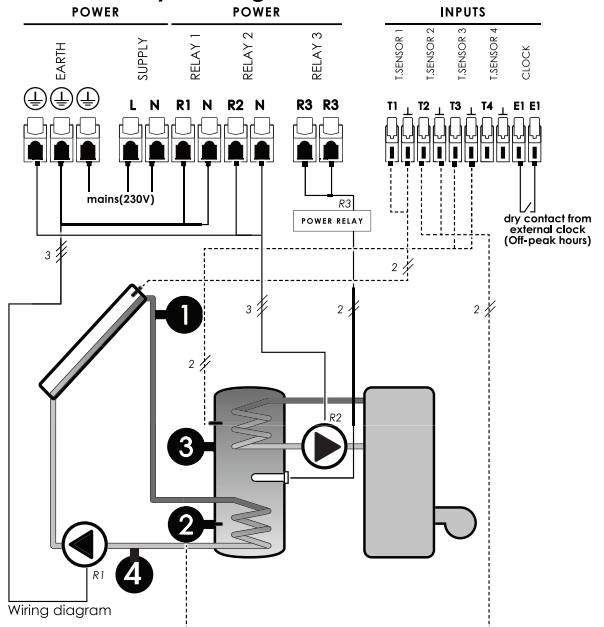 POWER POWER INPUTS
EARTH
SUPPLY
RELAY 1
RELAY 2
RELAY 3
T.SENSOR 1
T.SENSOR 2
T.SENSOR 3
T.SENSOR 4
CLOCK
L N R1 N R2 N R3 R3 T1 T2 T3 T4 E1 E1
mains(230V)
R3
POWER RELAY
dry contact from
external clock
(Off-peak hours)
3
2
3 2 2
1
2
R2
3
2
4
R1
Wiring diagram